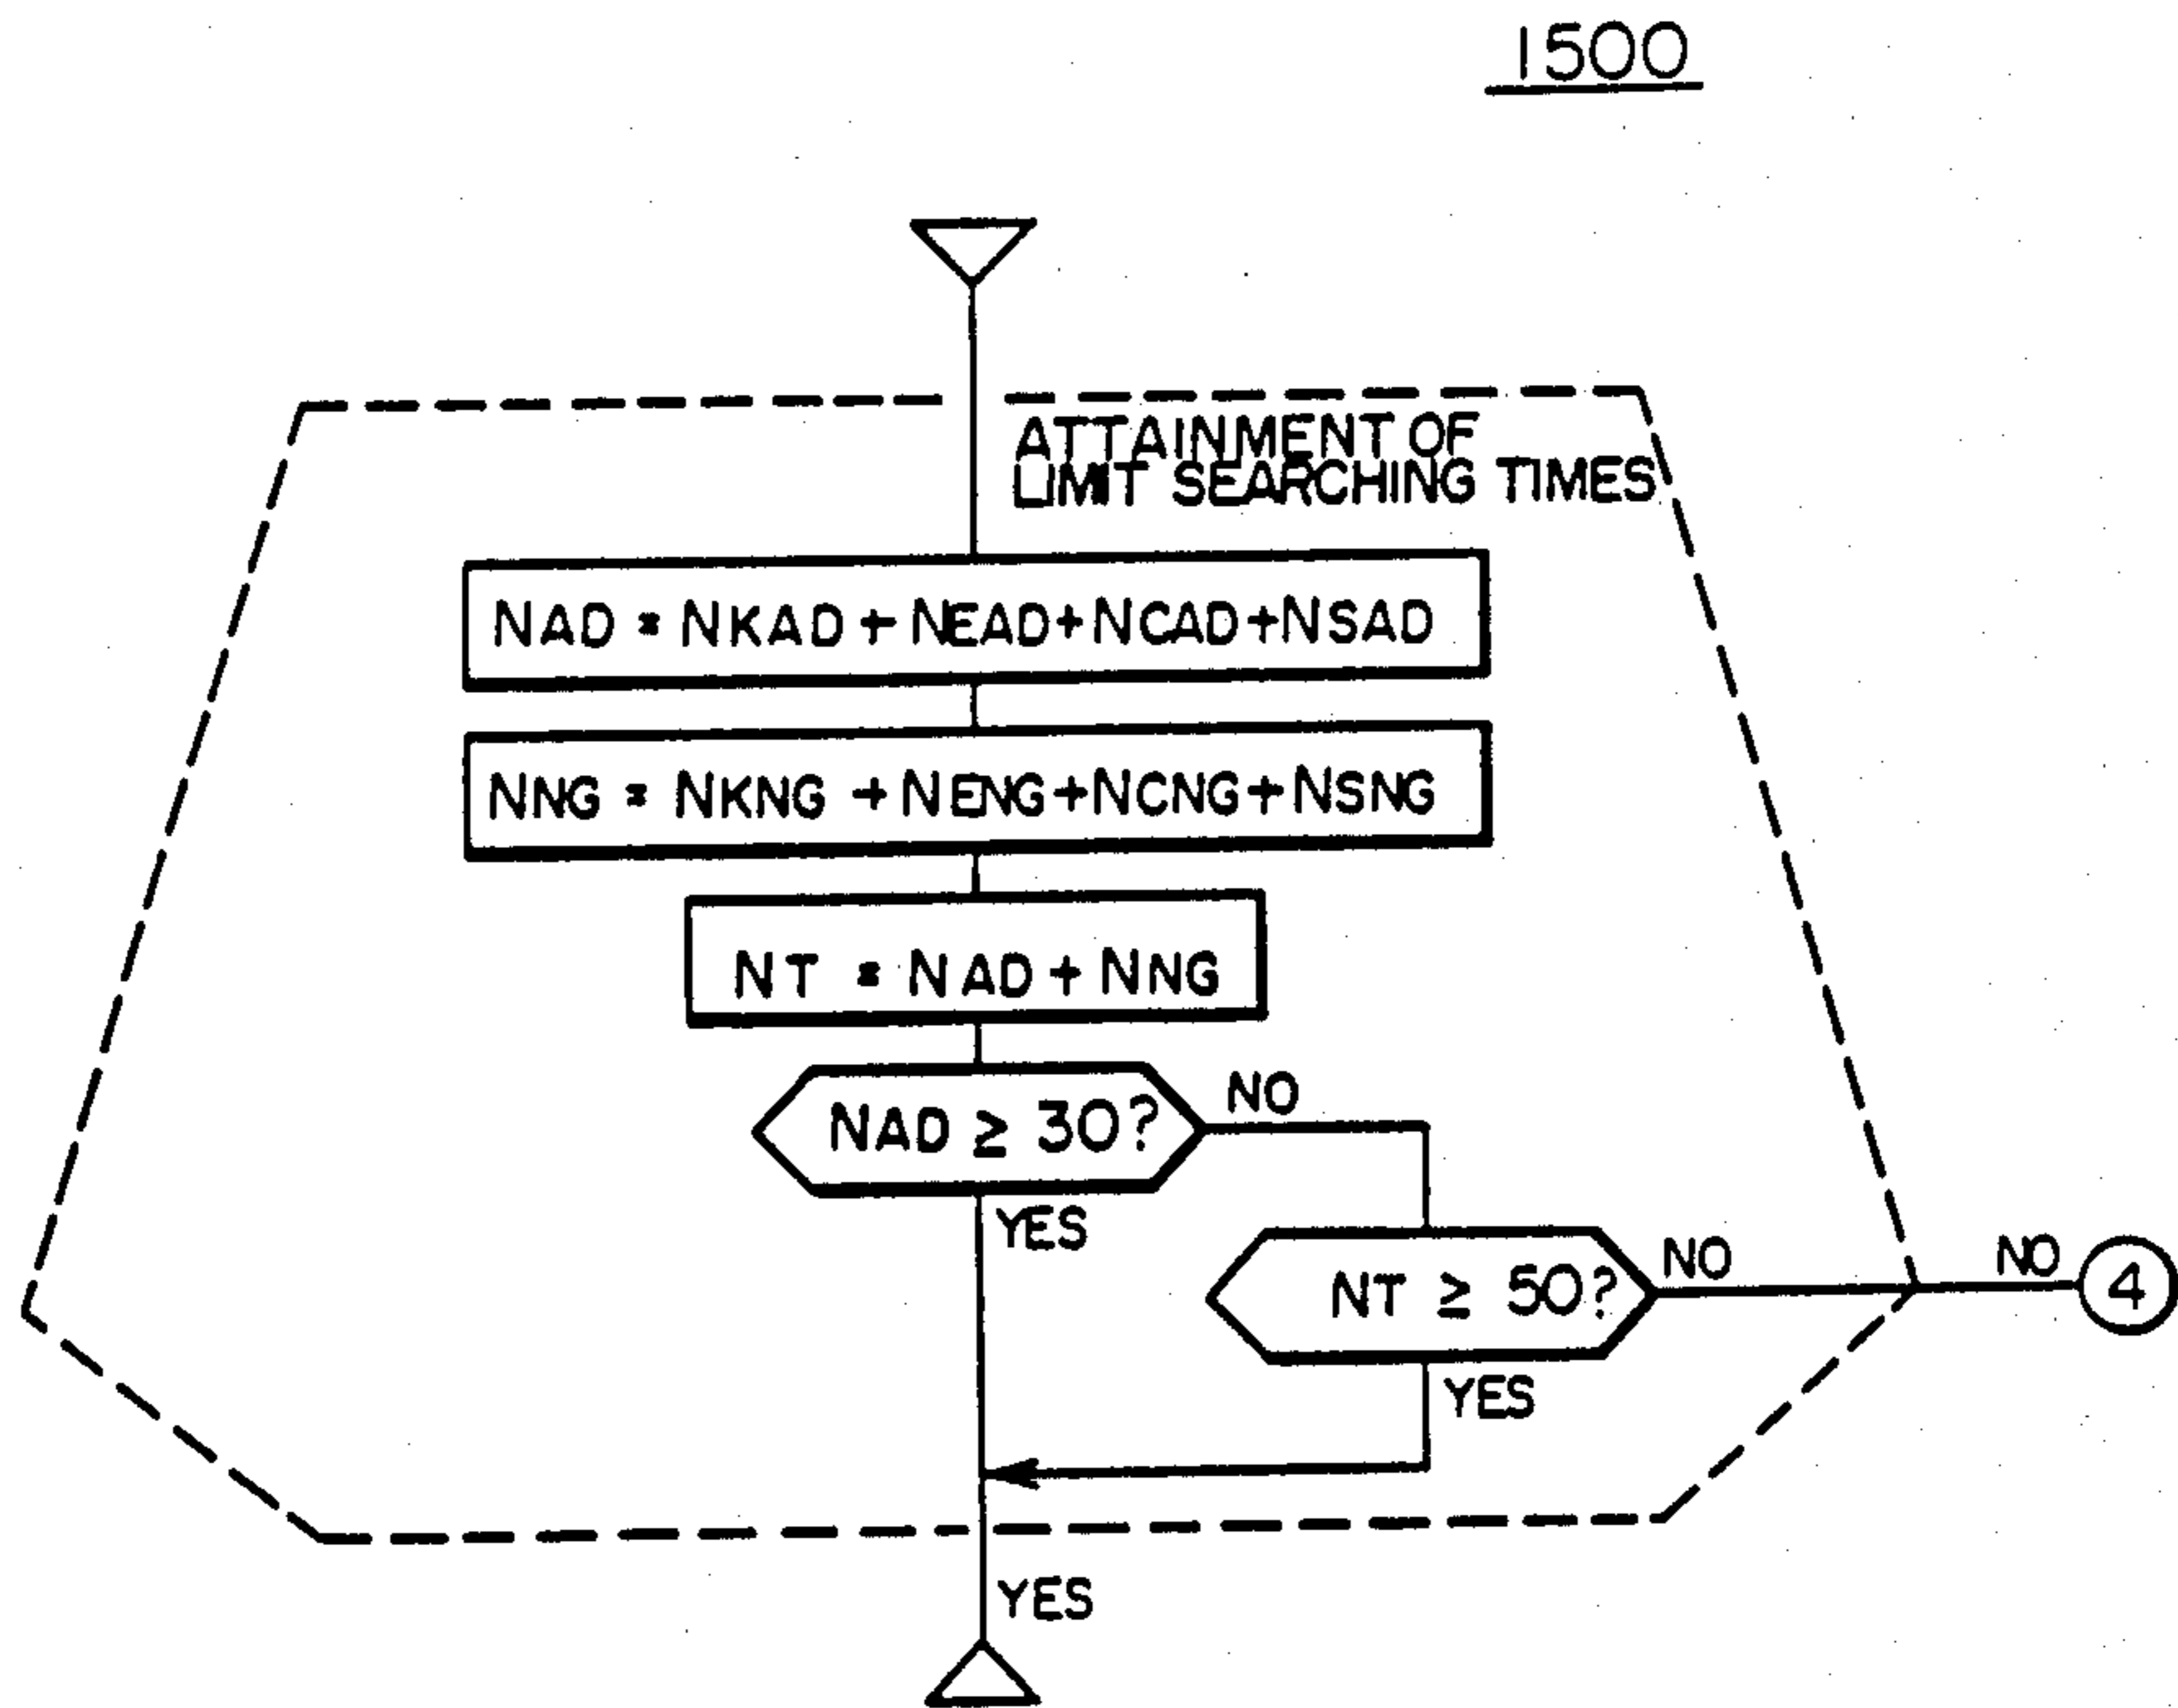 1500
ATTAINMENT OF
LIMIT SEARCHING TIMES
NAD = NKAD + NEAD + NCAD + NSAD
NNG = NKNG + NENG + NCNG + NSNG
NT = NAD + NNG
NAD ≥ 30?
NO
YES
NT ≥ 50?
NO
NO
4
YES
YES